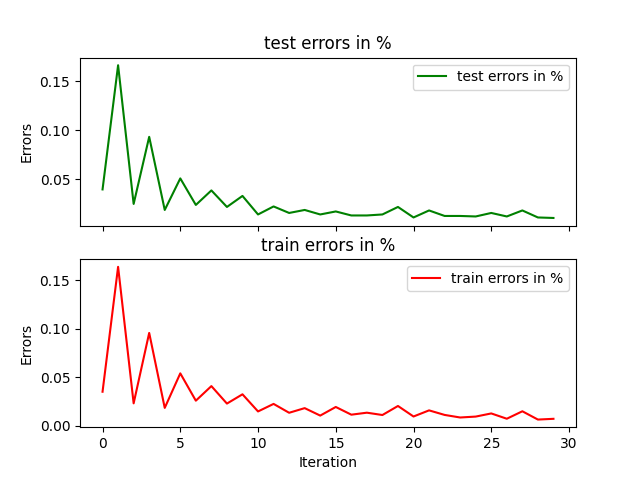 test errors in %
test errors in %
0.15
0.10
0.05
Errors
train errors in %
train errors in %
0.15
0.10
0.05
0.00
Errors
0 5 10 15 20 25 30
Iteration